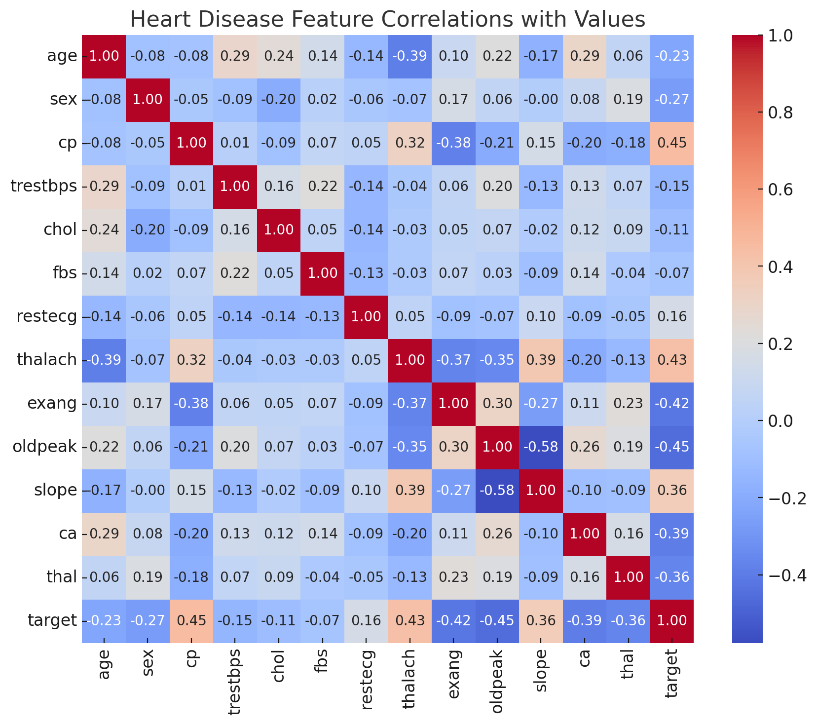 Heart Disease Feature Correlations with Values
age 1.00 -0.08 -0.08 0.29 0.24 0.14 -0.14 -0.39 0.10 0.22 -0.17 0.29 0.06 -0.23
sex -0.08 1.00 -0.05 -0.09 -0.20 0.02 -0.06 -0.07 0.17 0.06 -0.00 0.08 0.19 -0.27
cp -0.08 -0.05 1.00 0.01 -0.09 0.07 0.05 0.32 -0.38 -0.21 0.15 -0.20 -0.18 0.45
trestbps 0.29 -0.09 0.01 1.00 0.16 0.22 -0.14 -0.04 0.06 0.20 -0.13 0.13 0.07 -0.15
chol 0.24 -0.20 -0.09 0.16 1.00 0.05 -0.14 -0.03 0.05 0.07 -0.02 0.12 0.09 -0.11
fbs 0.14 0.02 0.07 0.22 0.05 1.00 -0.13 -0.03 0.07 0.03 -0.09 0.14 -0.04 -0.07
restecg -0.14 -0.06 0.05 -0.14 -0.14 -0.13 1.00 0.05 -0.09 -0.07 0.10 -0.09 -0.05 0.16
thalach -0.39 -0.07 0.32 -0.04 -0.03 -0.03 0.05 1.00 -0.37 -0.35 0.39 -0.20 -0.13 0.43
exang 0.10 0.17 -0.38 0.06 0.05 0.07 -0.09 -0.37 1.00 0.30 -0.27 0.11 0.23 -0.42
oldpeak 0.22 0.06 -0.21 0.20 0.07 0.03 -0.07 -0.35 0.30 1.00 -0.58 0.26 0.19 -0.45
slope -0.17 -0.00 0.15 -0.13 -0.02 -0.09 0.10 0.39 -0.27 -0.58 1.00 -0.10 -0.09 0.36
ca 0.29 0.08 -0.20 0.13 0.12 0.14 -0.09 -0.20 0.11 0.26 -0.10 1.00 0.16 -0.39
thal 0.06 0.19 -0.18 0.07 0.09 -0.04 -0.05 -0.13 0.23 0.19 -0.09 0.16 1.00 -0.36
target -0.23 -0.27 0.45 -0.15 -0.11 -0.07 0.16 0.43 -0.42 -0.45 0.36 -0.39 -0.36 1.00
age sex cp trestbps chol fbs restecg thalach exang oldpeak slope ca thal target
1.0
0.8
0.6
0.4
0.2
0.0
−0.2
−0.4